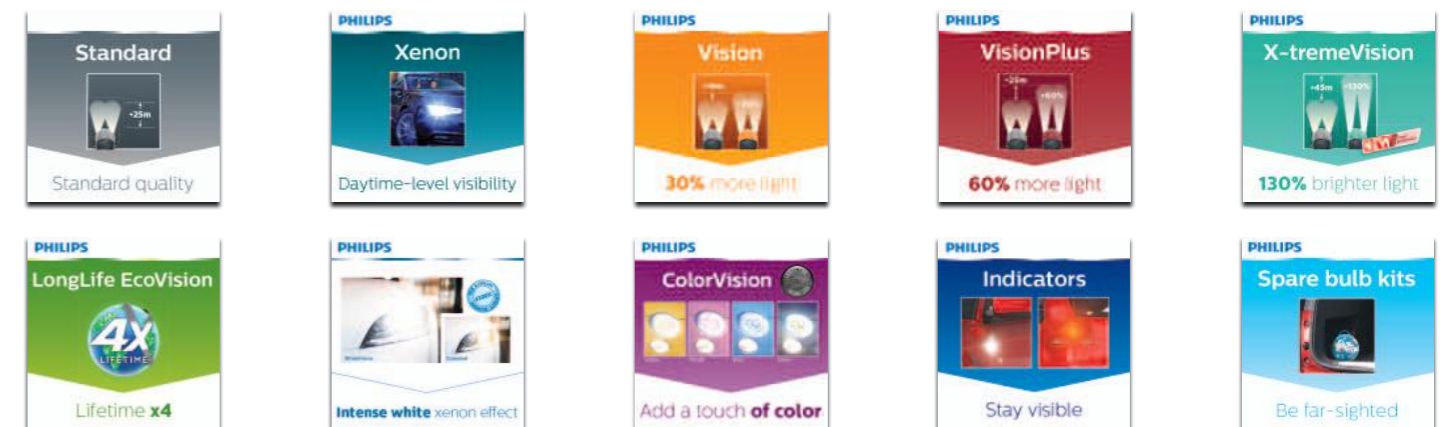 Standard
+25m
Standard quality
PHILIPS
Xenon
Daytime-level visibility
PHILIPS
Vision
30% more light
PHILIPS
VisionPlus
+25m
+60%
60% more light
PHILIPS
X-tremeVision
+45m
+130%
130% brighter light
PHILIPS
LongLife EcoVision
4X
LIFETIME
Lifetime x4
PHILIPS
Intense white xenon effect
PHILIPS
ColorVision
Add a touch of color
PHILIPS
Indicators
Stay visible
PHILIPS
Spare bulb kits
Be far-sighted